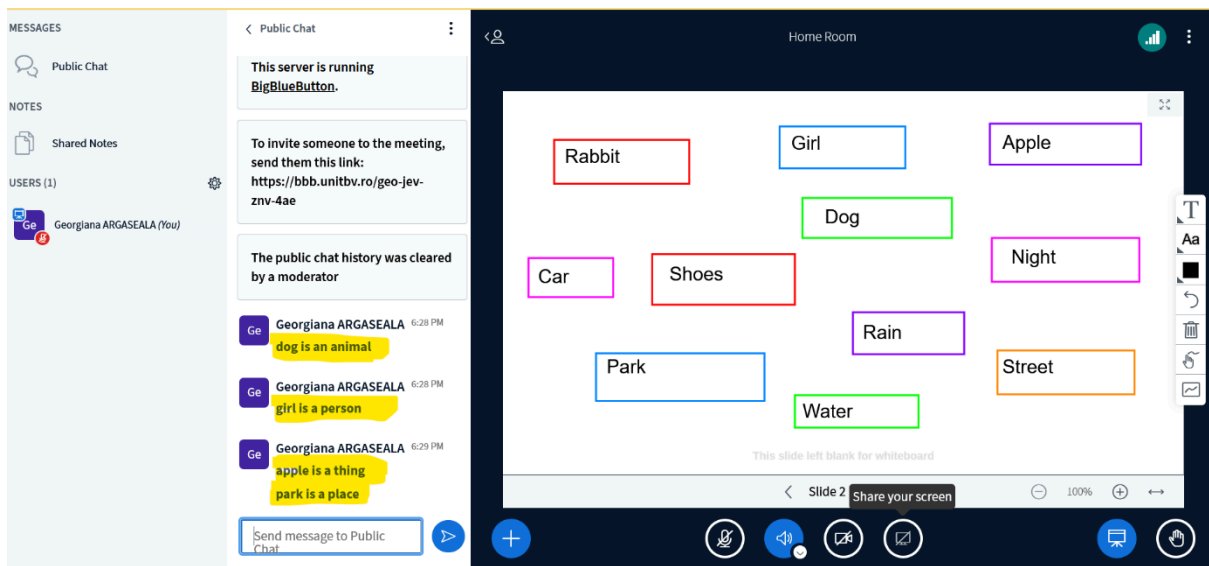 MESSAGES
Public Chat
NOTES
Shared Notes
USERS (1)
Ge
Georgiana ARGASEALA (You)
Public Chat
This server is running
BigBlueButton.
To invite someone to the meeting,
send them this link:
https://bbb.unitbv.ro/geo-jev-
znv-4ae
The public chat history was cleared
by a moderator
Ge
Georgiana ARGASEALA 6:28 PM
dog is an animal
Ge
Georgiana ARGASEALA 6:28 PM
girl is a person
Ge
Georgiana ARGASEALA 6:29 PM
apple is a thing
park is a place
Send message to Public
Chat
Home Room
Rabbit
Girl
Apple
Dog
Car
Shoes
Night
Rain
Park
Street
Water
This slide left blank for whiteboard
T
Aa
Slide 2
Share your screen
100%